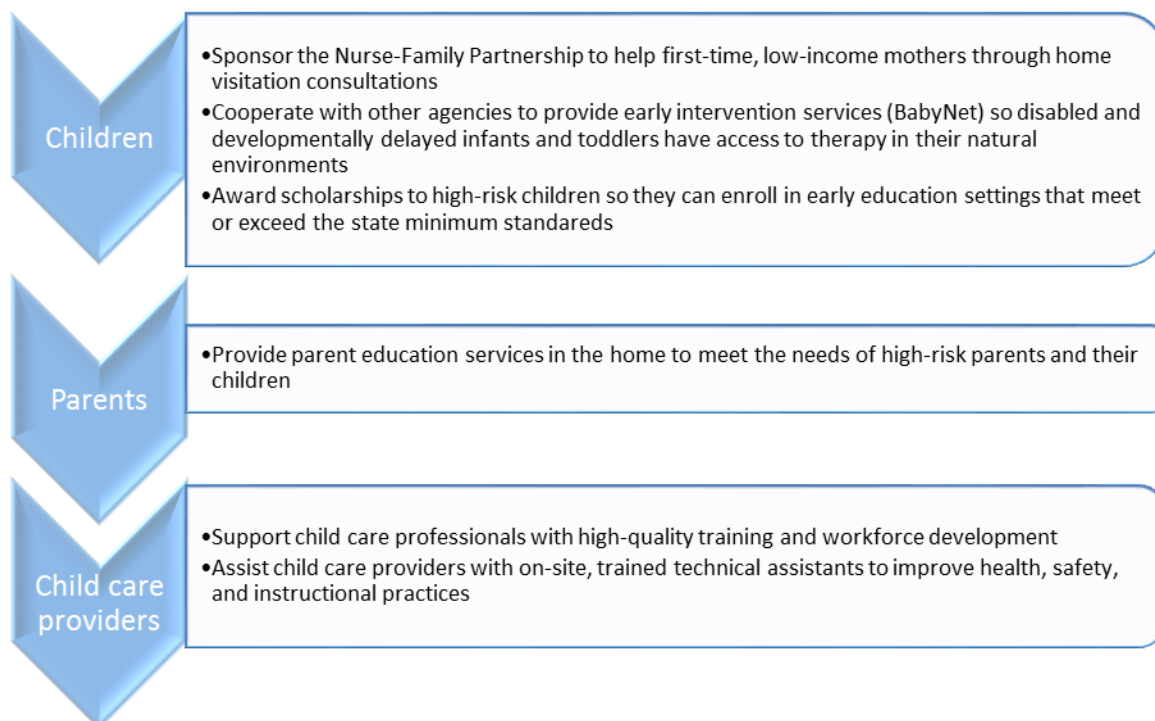 Children
•Sponsor the Nurse-Family Partnership to help first-time, low-income mothers through home
visitation consultations
•Cooperate with other agencies to provide early intervention services (BabyNet) so disabled and
developmentally delayed infants and toddlers have access to therapy in their natural
environments
•Award scholarships to high-risk children so they can enroll in early education settings that meet
or exceed the state minimum standareds
Parents
•Provide parent education services in the home to meet the needs of high-risk parents and their
children
Child care
providers
•Support child care professionals with high-quality training and workforce development
•Assist child care providers with on-site, trained technical assistants to improve health, safety,
and instructional practices